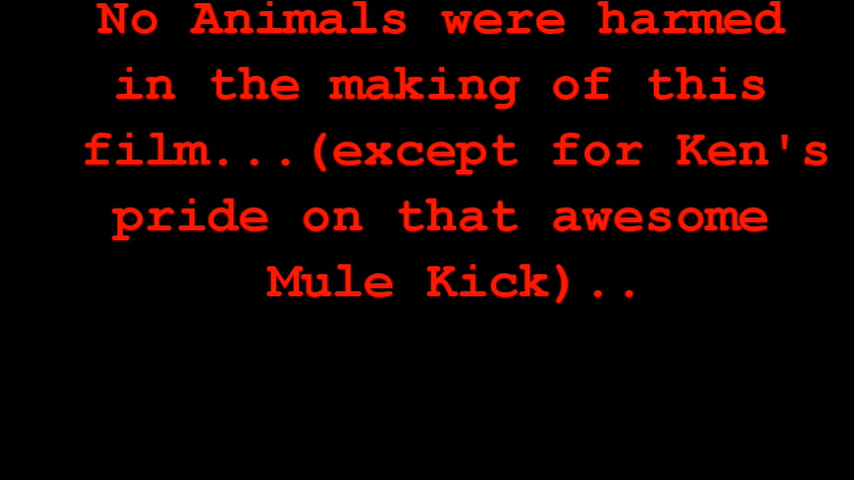 No Animals were harmed
in the making of this
film...(except for Ken's
pride on that awesome
Mule Kick)..